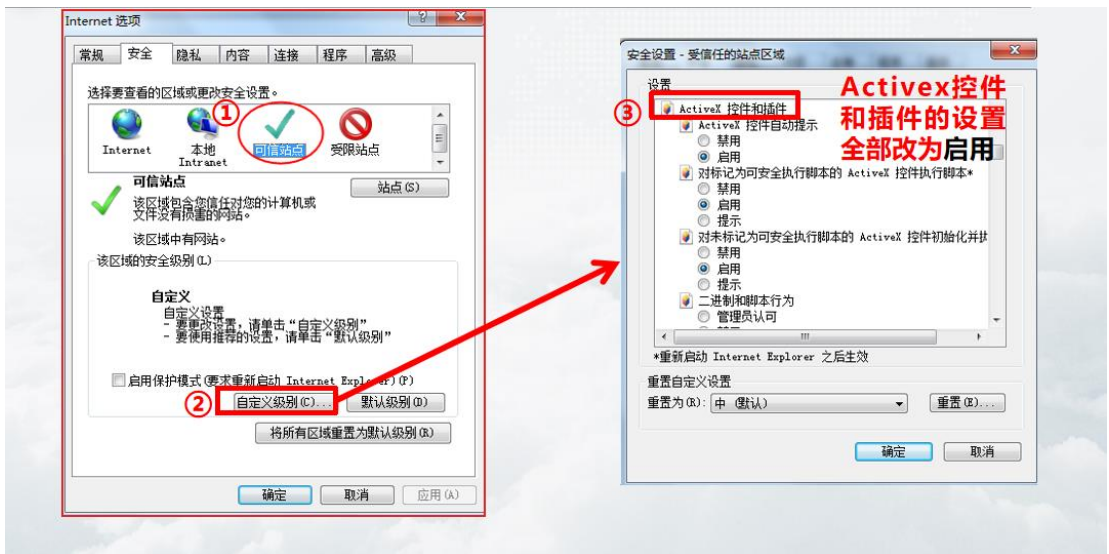 Internet 选项
常规 安全 隐私 内容 连接 程序 高级
选择要查看的区域或更改安全设置。
①
Internet 本地 Intranet 可信站点 受限站点
可信站点
站点(S)
该区域包含您信任对您的计算机或
文件没有损害的网站。
该区域中有网站。
该区域的安全级别(L)
自定义
自定义设置
- 要更改设置，请单击“自定义级别”
- 要使用推荐的设置，请单击“默认级别”
启用保护模式(要求重新启动 Internet Explorer)(P)
② 自定义级别(C)... 默认级别(D)
将所有区域重置为默认级别(R)
确定 取消 应用(A)
安全设置 - 受信任的站点区域
设置
③ ActiveX 控件和插件
ActiveX 控件自动提示
禁用
启用
对标记为可安全执行脚本的 ActiveX 控件执行脚本*
禁用
启用
提示
对未标记为可安全执行脚本的 ActiveX 控件初始化并执
禁用
启用
提示
二进制和脚本行为
管理员认可
*重新启动 Internet Explorer 之后生效
重置自定义设置
重置为(R): 中 (默认) 重置(E)...
确定 取消
Activex控件
和插件的设置
全部改为启用